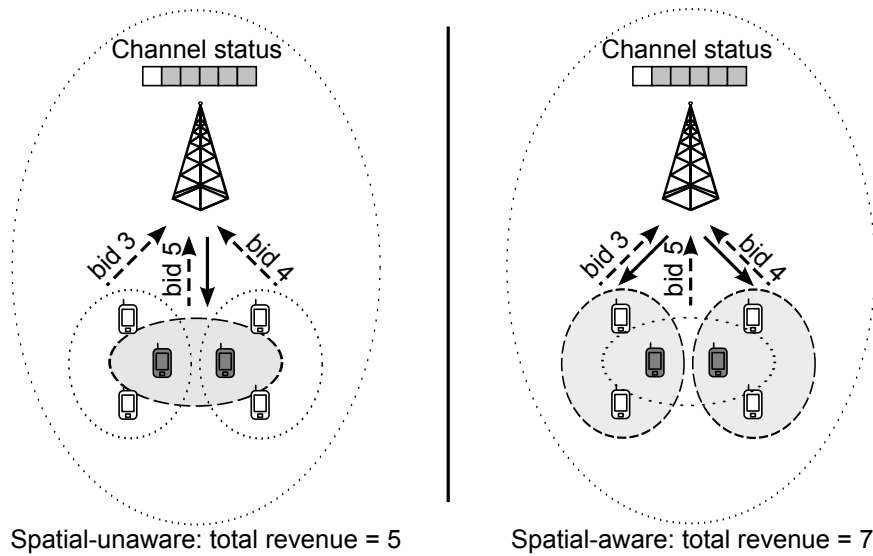 Channel status
bid 3
bid 5
bid 4
Spatial-unaware: total revenue = 5
Channel status
bid 3
bid 5
bid 4
Spatial-aware: total revenue = 7